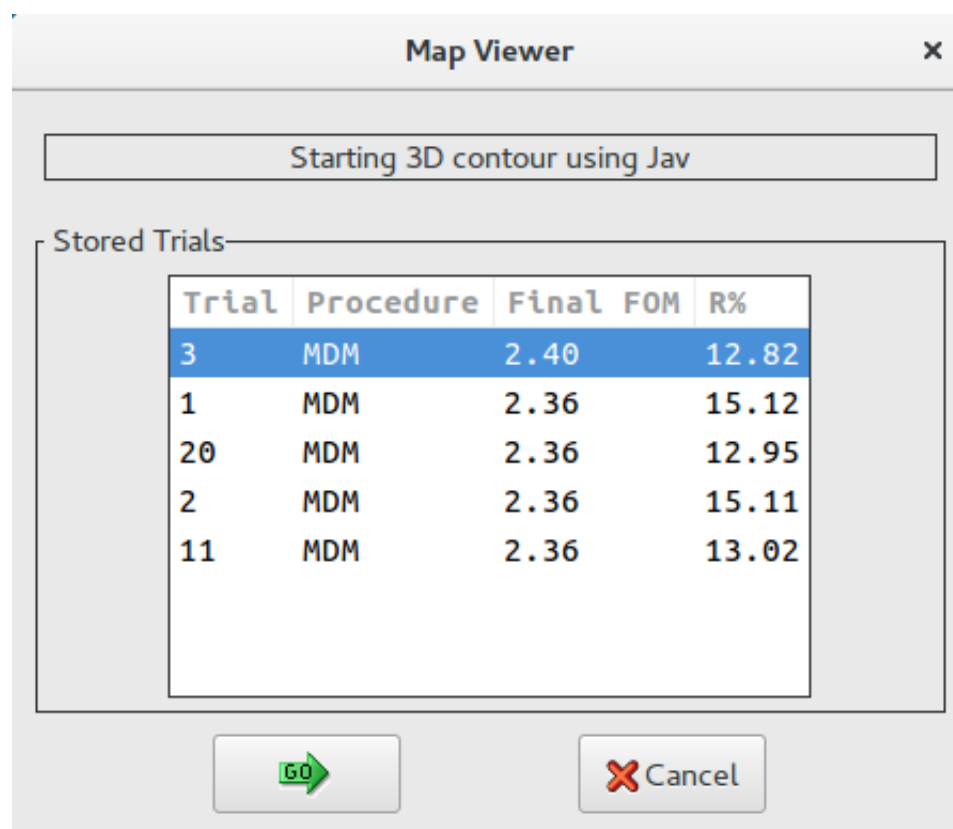 Map Viewer ×
Starting 3D contour using Jav
Stored Trials
Trial Procedure Final FOM R%
3 MDM 2.40 12.82
1 MDM 2.36 15.12
20 MDM 2.36 12.95
2 MDM 2.36 15.11
11 MDM 2.36 13.02
GO Cancel